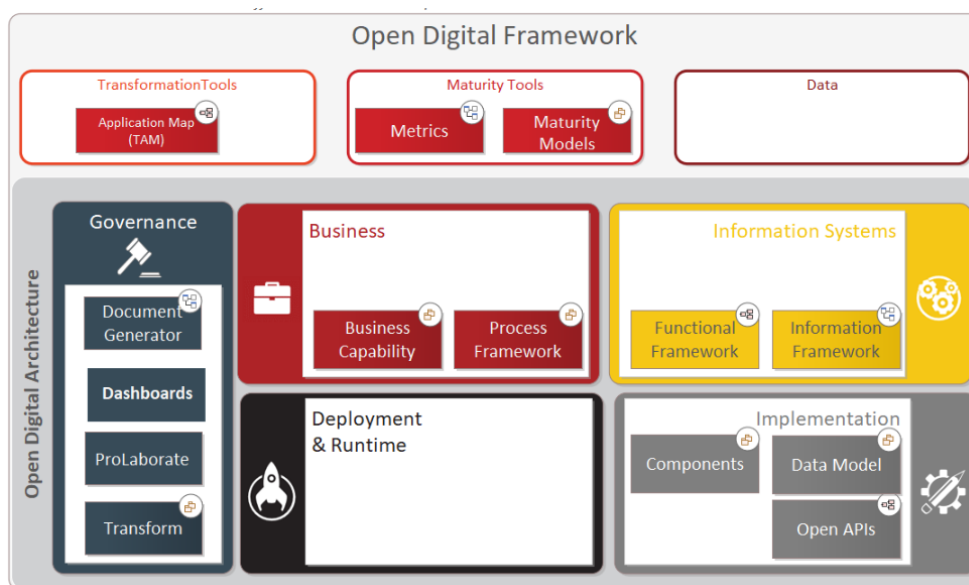 Open Digital Framework
TransformationTools
Application Map
(TAM)
Maturity Tools
Metrics
Maturity
Models
Data
Open Digital Architecture
Governance
Document
Generator
Dashboards
ProLaborate
Transform
Business
Business
Capability
Process
Framework
Information Systems
Functional
Framework
Information
Framework
Deployment
& Runtime
Implementation
Components
Data Model
Open APIs